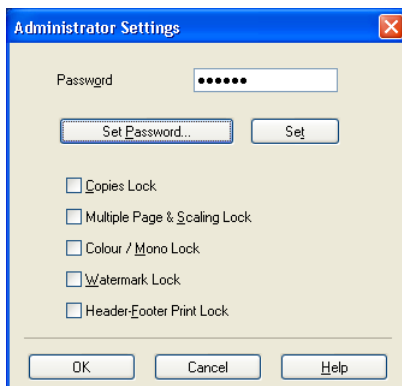 Administrator Settings
Password ••••••
Set Password... Set
Copies Lock
Multiple Page & Scaling Lock
Colour / Mono Lock
Watermark Lock
Header-Footer Print Lock
OK Cancel Help